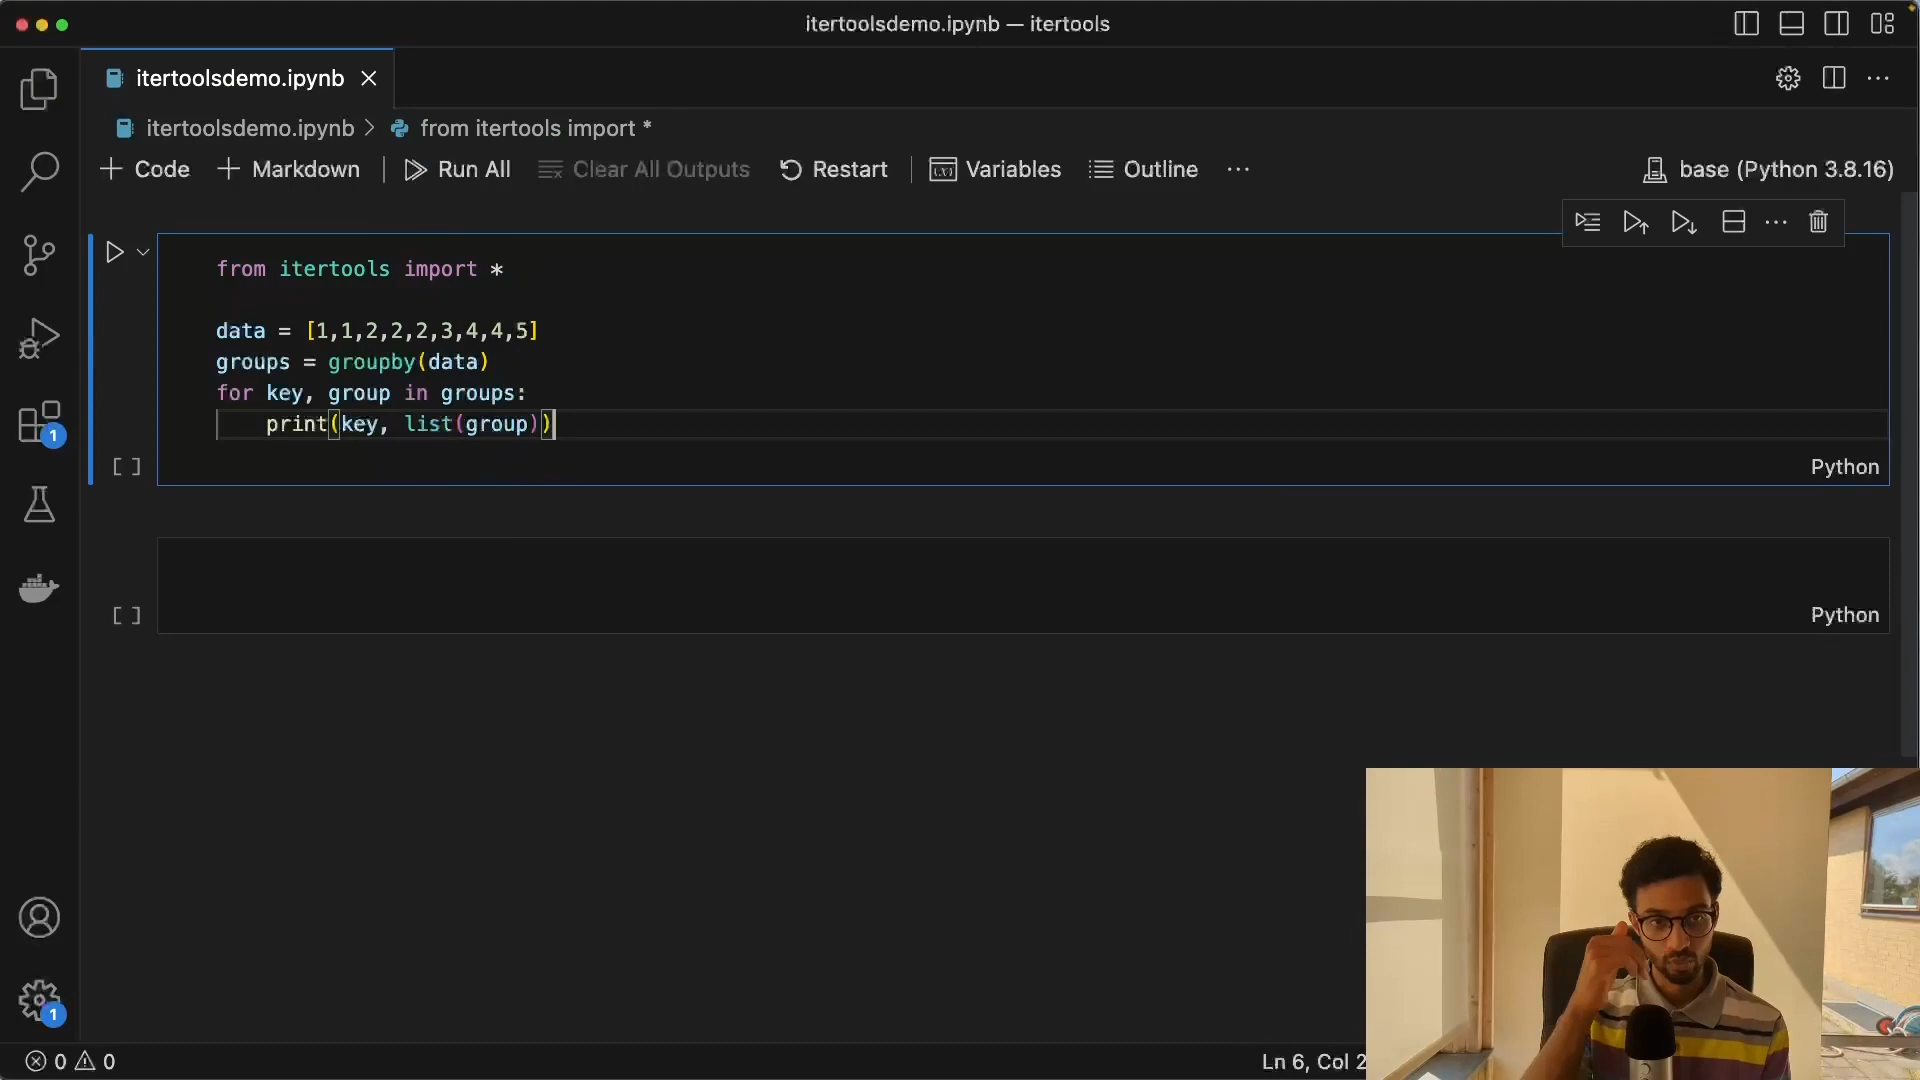 itertoolsdemo.ipynb — itertools
itertoolsdemo.ipynb
itertoolsdemo.ipynb > from itertools import *
+ Code + Markdown Run All Clear All Outputs Restart Variables Outline ··· base (Python 3.8.16)
from itertools import *
data = [1,1,2,2,2,3,4,4,5]
groups = groupby(data)
for key, group in groups:
    print(key, list(group))
[ ] Python
1
[ ] Python
1
0 0 Ln 6, Col 2